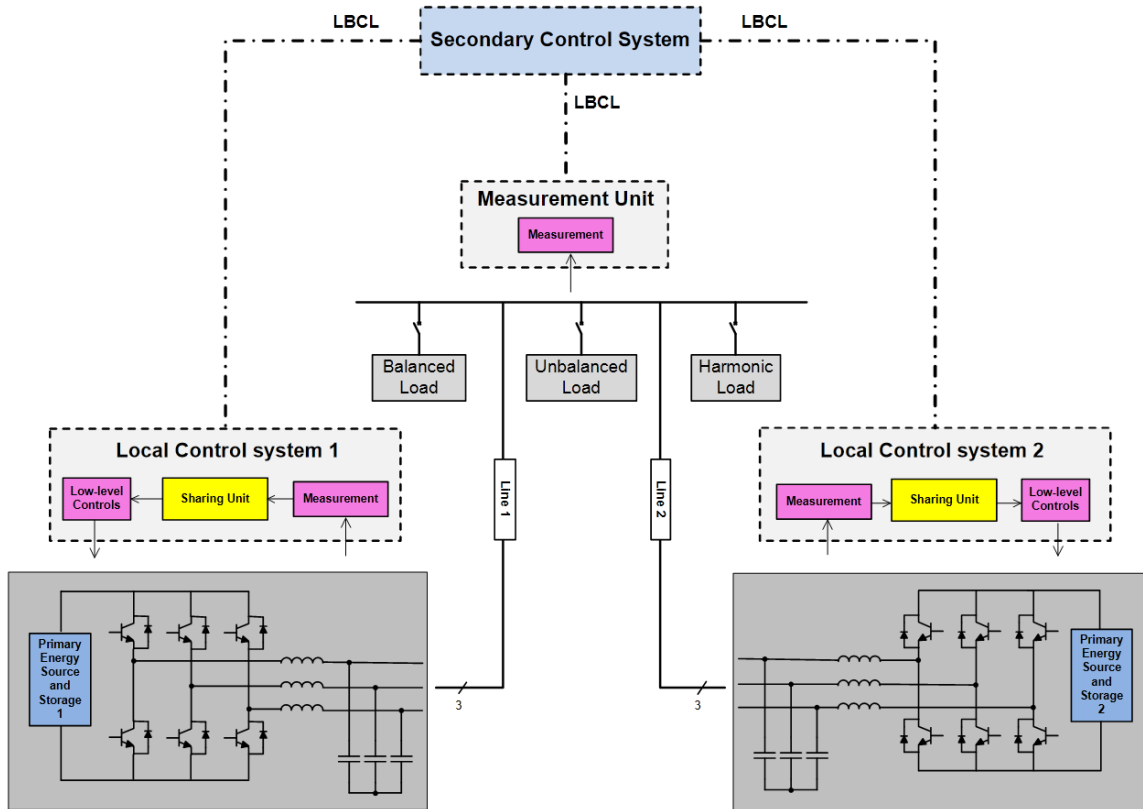 LBCL
Secondary Control System
LBCL
LBCL
Measurement Unit
Measurement
Balanced
Load
Unbalanced
Load
Harmonic
Load
Local Control system 1
Low-level
Controls
Sharing Unit
Measurement
Line 1
Line 2
Local Control system 2
Measurement
Sharing Unit
Low-level
Controls
Primary
Energy
Source
and
Storage
1
3
3
Primary
Energy
Source
and
Storage
2